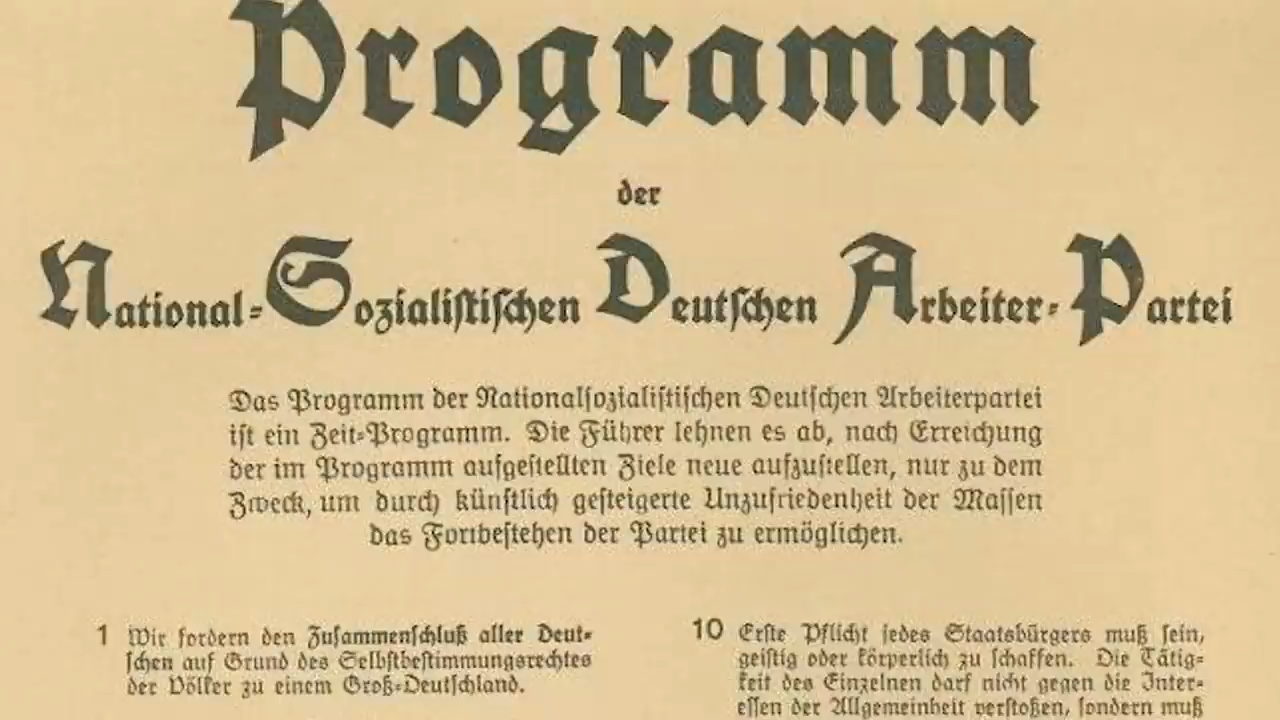 Programm
der
National-Sozialistischen Deutschen Arbeiter-Partei
Das Programm der Nationalsozialistischen Deutschen Arbeiterpartei
ist ein Zeit-Programm. Die Führer lehnen es ab, nach Erreichung
der im Programm aufgestellten Ziele neue aufzustellen, nur zu dem
Zweck, um durch künstlich gesteigerte Unzufriedenheit der Massen
das Fortbestehen der Partei zu ermöglichen.
1 Wir fordern den Zusammenschluß aller Deut-
schen auf Grund des Selbstbestimmungsrechtes
der Völker zu einem Groß-Deutschland.
10 Erste Pflicht jedes Staatsbürgers muß sein,
geistig oder körperlich zu schaffen. Die Tätig-
keit des Einzelnen darf nicht gegen die Inter-
essen der Allgemeinheit verstoßen, sondern muß